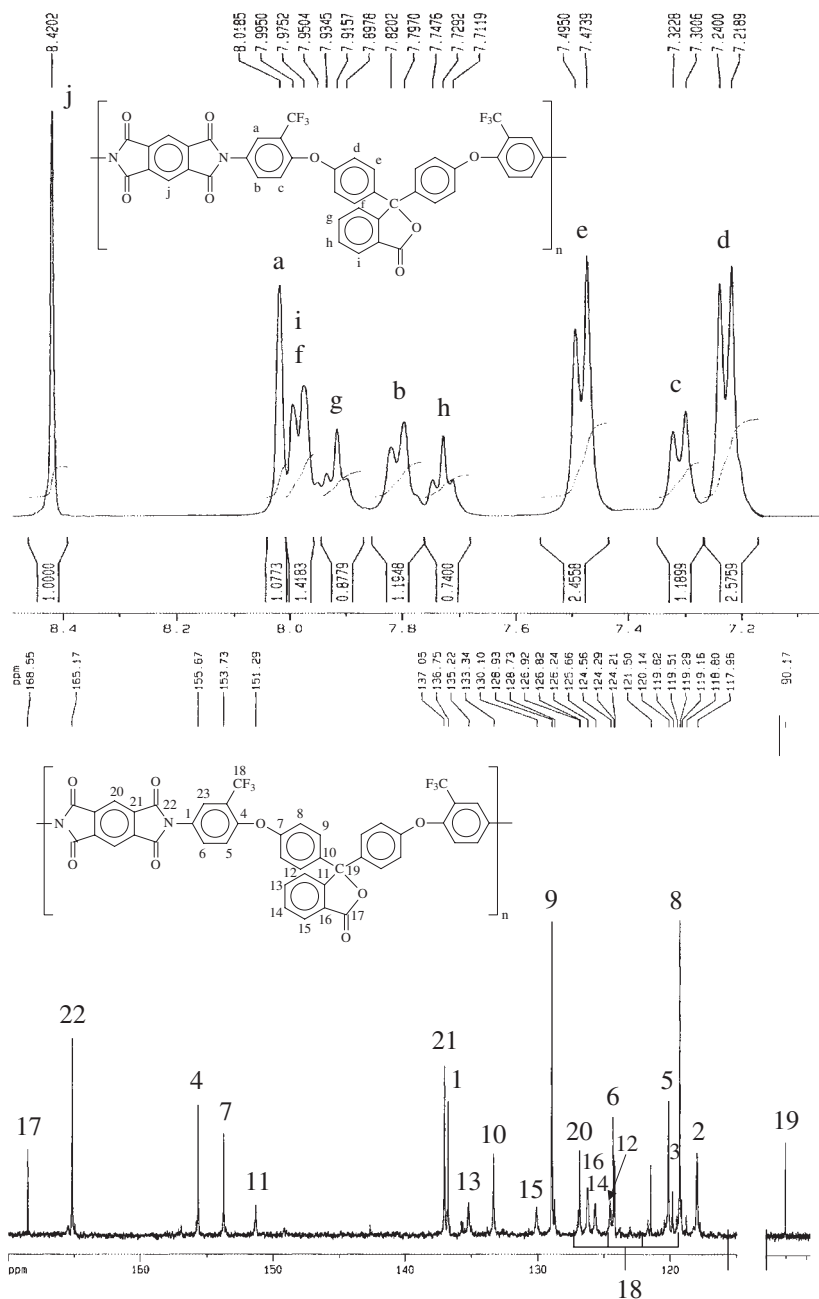 8.4202
8.0185
7.9950
7.9752
7.9504
7.9345
7.9157
7.8978
7.8202
7.7970
7.7476
7.7292
7.7119
7.4950
7.4739
7.3228
7.3006
7.2400
7.2189
j
O O CF3 F3C
a d e
N N O O
b c f
j g C
O O h O
i O n
a i f g b h e c d
1.0000 1.0773 1.4183 0.8779 1.1948 0.7400 2.4558 1.1899 2.5759
8.4 8.2 8.0 7.8 7.6 7.4 7.2
ppm
168.55
165.17
155.67
153.73
151.29
137.05
136.75
135.22
133.34
130.10
128.93
128.73
126.92
126.82
126.24
125.66
124.56
124.29
124.21
121.50
120.14
119.62
119.51
119.29
119.16
118.80
117.96
90.17
18
O O CF3 F3C
20 21 22 23 8 9
N N 1 4 O 7 O
6 5 10
12 11 C 19
O O 13 O
14 16 17
15 O n
22 17 4 7 11 21 1 13 10 15 9 20 16 14 6 12 5 3 8 2 19
ppm 150 140 130 120
18